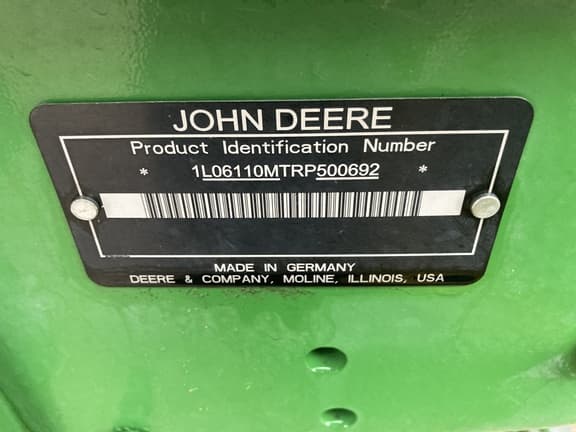 JOHN DEERE
Product Identification Number
* 1L06110MTRP500692 *
MADE IN GERMANY
DEERE & COMPANY, MOLINE, ILLINOIS, USA